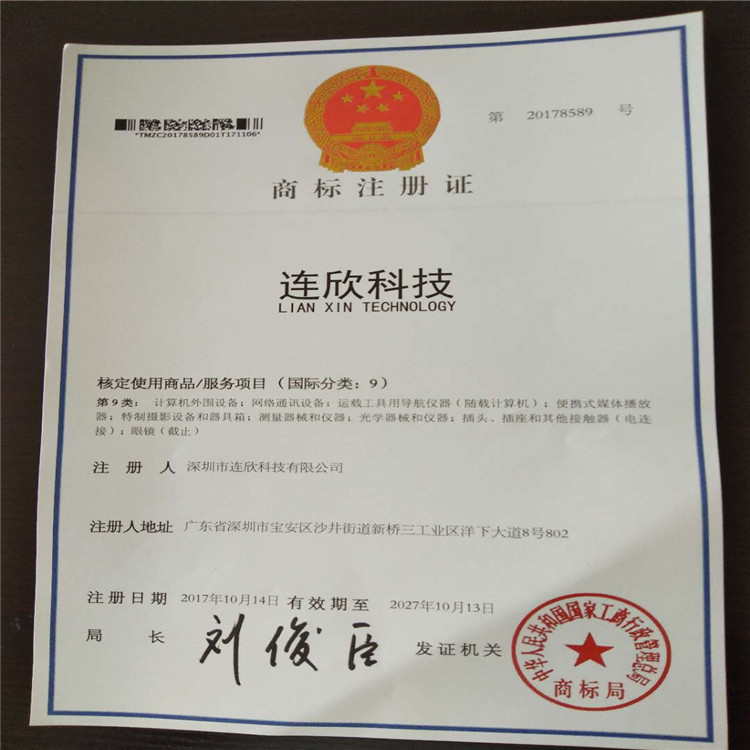 *TMZC20178589D01T171106*
第 20178589 号
商标注册证
连欣科技
LIAN XIN TECHNOLOGY
核定使用商品/服务项目（国际分类：9）
第9类：计算机外围设备；网络通讯设备；运载工具用导航仪器（随载计算机）；便携式媒体播放
器；特制摄影设备和器具箱；测量器械和仪器；光学器械和仪器；插头、插座和其他接触器（电连
接）；眼镜（截止）
注 册 人 深圳市连欣科技有限公司
注册人地址 广东省深圳市宝安区沙井街道新桥三工业区洋下大道8号802
注册日期 2017年10月14日 有效期至 2027年10月13日
局 长 刘俊臣 发证机关
中华人民共和国国家工商行政管理总局
商标局